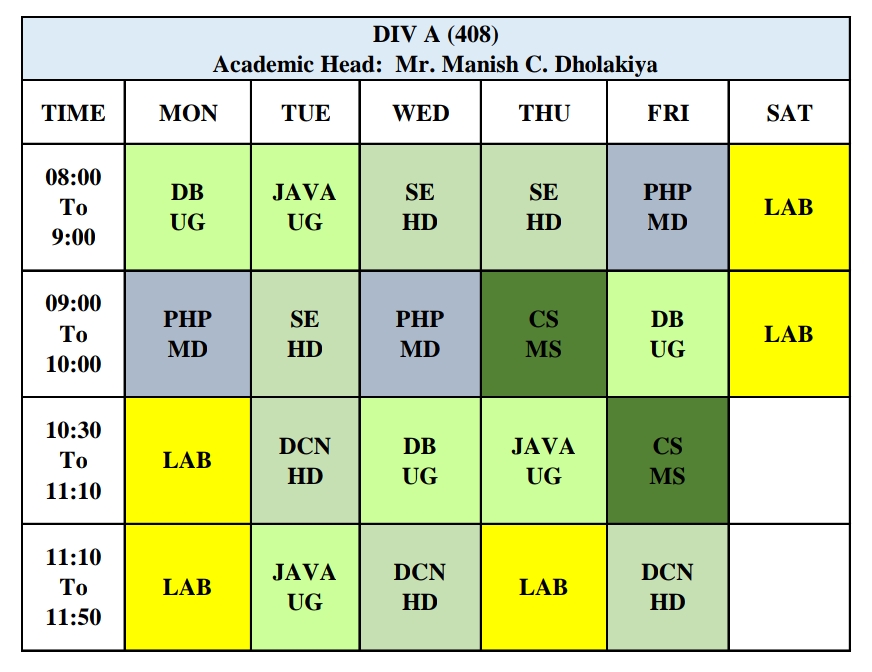 DIV A (408)
Academic Head:  Mr. Manish C. Dholakiya
TIME MON TUE WED THU FRI SAT
08:00
To
9:00
DB
UG
JAVA
UG
SE
HD
SE
HD
PHP
MD
LAB
09:00
To
10:00
PHP
MD
SE
HD
PHP
MD
CS
MS
DB
UG
LAB
10:30
To
11:10
LAB
DCN
HD
DB
UG
JAVA
UG
CS
MS
11:10
To
11:50
LAB
JAVA
UG
DCN
HD
LAB
DCN
HD